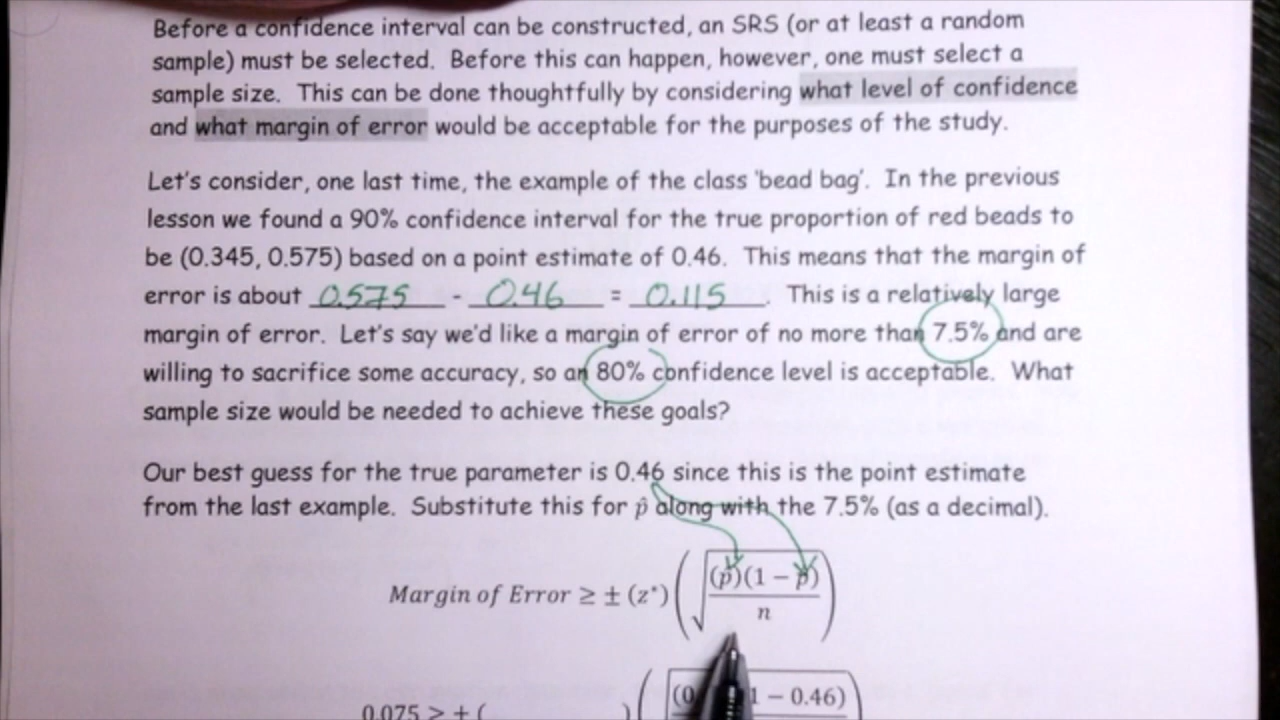 Before a confidence interval can be constructed, an SRS (or at least a random
sample) must be selected. Before this can happen, however, one must select a
sample size. This can be done thoughtfully by considering what level of confidence
and what margin of error would be acceptable for the purposes of the study.
Let's consider, one last time, the example of the class 'bead bag'. In the previous
lesson we found a 90% confidence interval for the true proportion of red beads to
be (0.345, 0.575) based on a point estimate of 0.46. This means that the margin of
error is about 0.575 - 0.46 = 0.115. This is a relatively large
margin of error. Let's say we'd like a margin of error of no more than 7.5% and are
willing to sacrifice some accuracy, so an 80% confidence level is acceptable. What
sample size would be needed to achieve these goals?
Our best guess for the true parameter is 0.46 since this is the point estimate
from the last example. Substitute this for p̂ along with the 7.5% (as a decimal).
Margin of Error ≥ ± (z*) (√((p̂)(1 − p̂)/n))
0.075 ≥ ± ( ) (√(0 1 − 0.46)